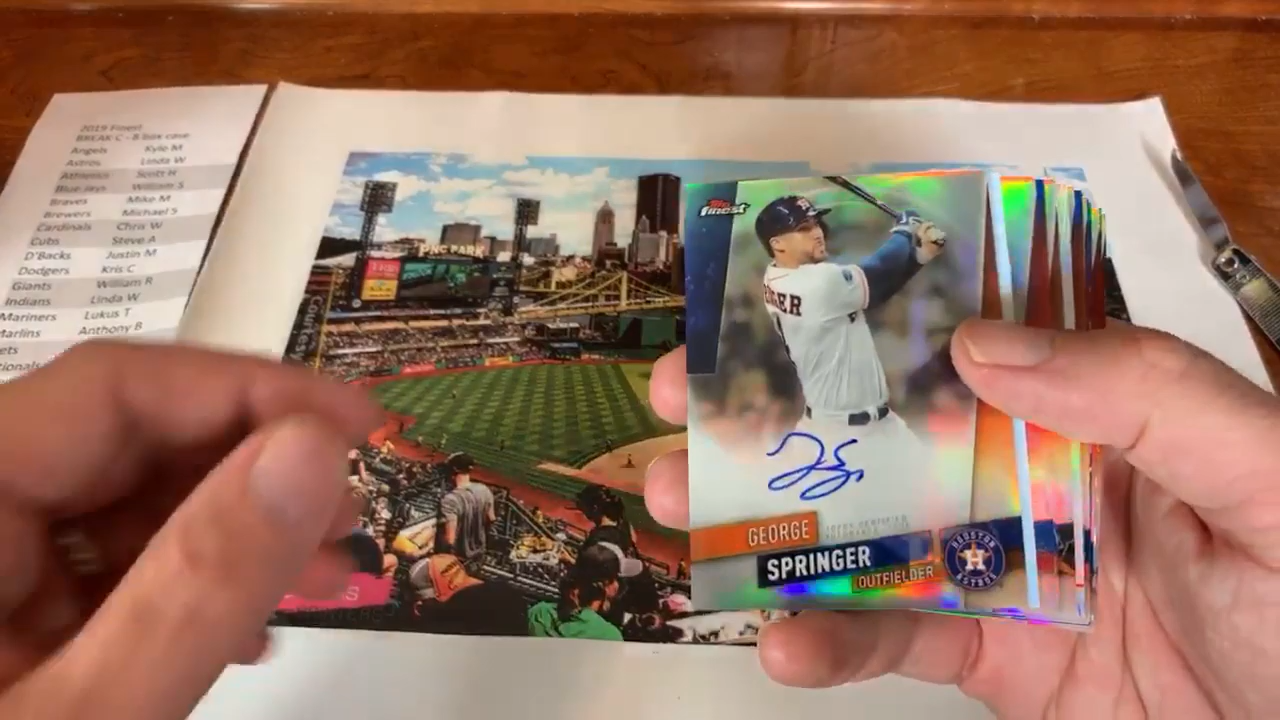 2019 Finest
BREAK C - 8 box case
Angels Kyle M
Astros Linda W
Athletics Scott H
Blue Jays William S
Braves Mike M
Brewers Michael S
Cardinals Chris W
Cubs Steve A
D'Backs Justin M
Dodgers Kris C
Giants William R
Indians Linda W
Mariners Lukus T
Marlins Anthony B
ets
PNC PARK
Finest
GEORGE
SPRINGER
OUTFIELDER
HOUSTON
ASTROS